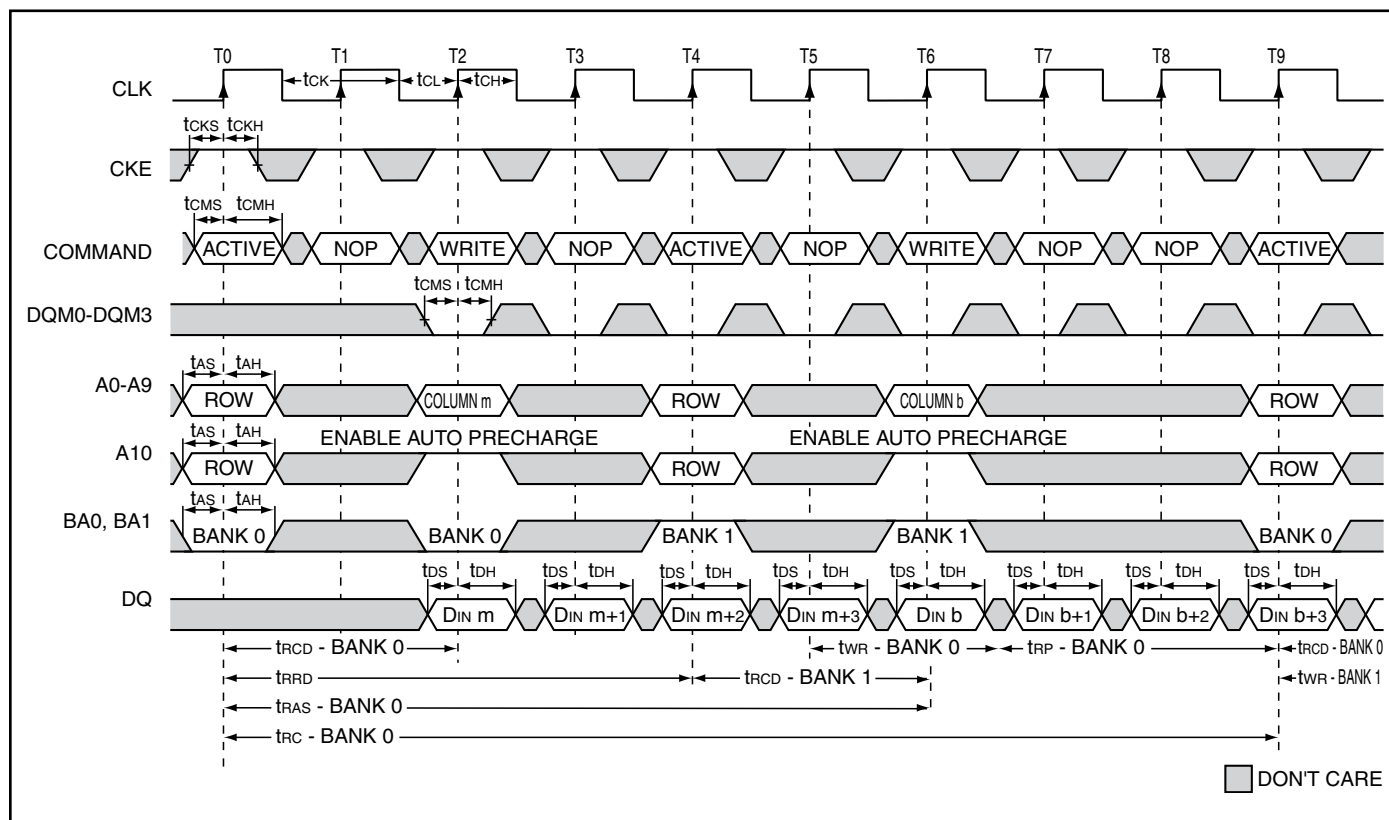 T0 T1 T2 T3 T4 T5 T6 T7 T8 T9
CLK tCK tCL tCH
tCKS tCKH
CKE
tCMS tCMH
COMMAND ACTIVE NOP WRITE NOP ACTIVE NOP WRITE NOP NOP ACTIVE
tCMS tCMH
DQM0-DQM3
tAS tAH
A0-A9 ROW COLUMN m ROW COLUMN b ROW
tAS tAH ENABLE AUTO PRECHARGE ENABLE AUTO PRECHARGE
A10 ROW ROW ROW
tAS tAH
BA0, BA1 BANK 0 BANK 0 BANK 1 BANK 1 BANK 0
tDS tDH tDS tDH tDS tDH tDS tDH tDS tDH tDS tDH tDS tDH tDS tDH
DQ DIN m DIN m+1 DIN m+2 DIN m+3 DIN b DIN b+1 DIN b+2 DIN b+3
tRCD - BANK 0 tWR - BANK 0 tRP - BANK 0 tRCD - BANK 0
tRRD tRCD - BANK 1 tWR - BANK 1
tRAS - BANK 0
tRC - BANK 0
DON'T CARE